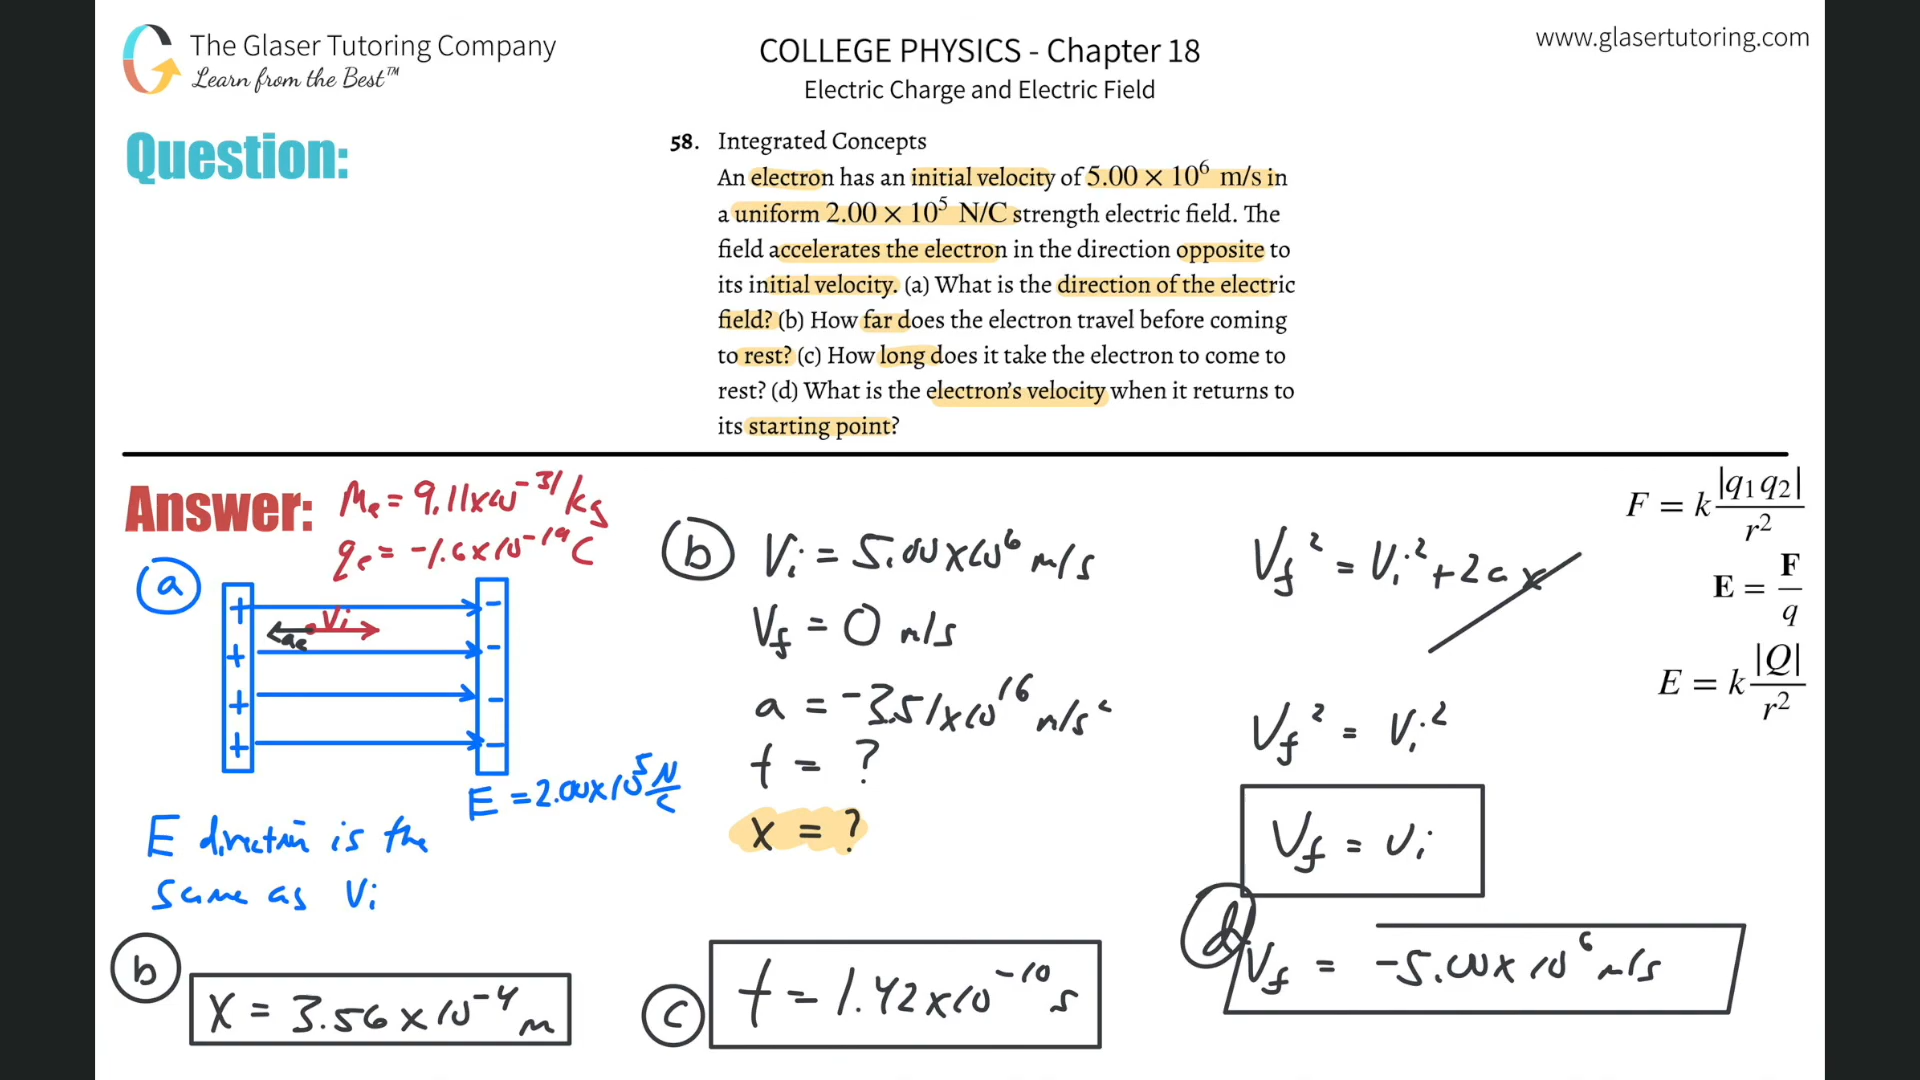 The Glaser Tutoring Company
Learn from the Best™
COLLEGE PHYSICS - Chapter 18
Electric Charge and Electric Field
www.glasertutoring.com
Question:
58. Integrated Concepts
An electron has an initial velocity of 5.00 × 10⁶ m/s in
a uniform 2.00 × 10⁵ N/C strength electric field. The
field accelerates the electron in the direction opposite to
its initial velocity. (a) What is the direction of the electric
field? (b) How far does the electron travel before coming
to rest? (c) How long does it take the electron to come to
rest? (d) What is the electron's velocity when it returns to
its starting point?
Answer:
Me = 9.11x10⁻³¹ kg
qe = -1.6x10⁻¹⁹ C
a
+ -
Vi
ae
+ -
+ -
+ -
E = 2.00x10⁵ N/C
E direction is the
same as Vi
b
X = 3.56 x 10⁻⁴ m
b
Vi = 5.00x10⁶ m/s
Vf = 0 m/s
a = -3.51x10¹⁶ m/s²
t = ?
x = ?
c
t = 1.42x10⁻¹⁰ s
Vf² = Vi² + 2ax
Vf² = Vi²
Vf = Vi
d
Vf = -5.00x10⁶ m/s
F = k |q₁q₂| / r²
E = F / q
E = k |Q| / r²